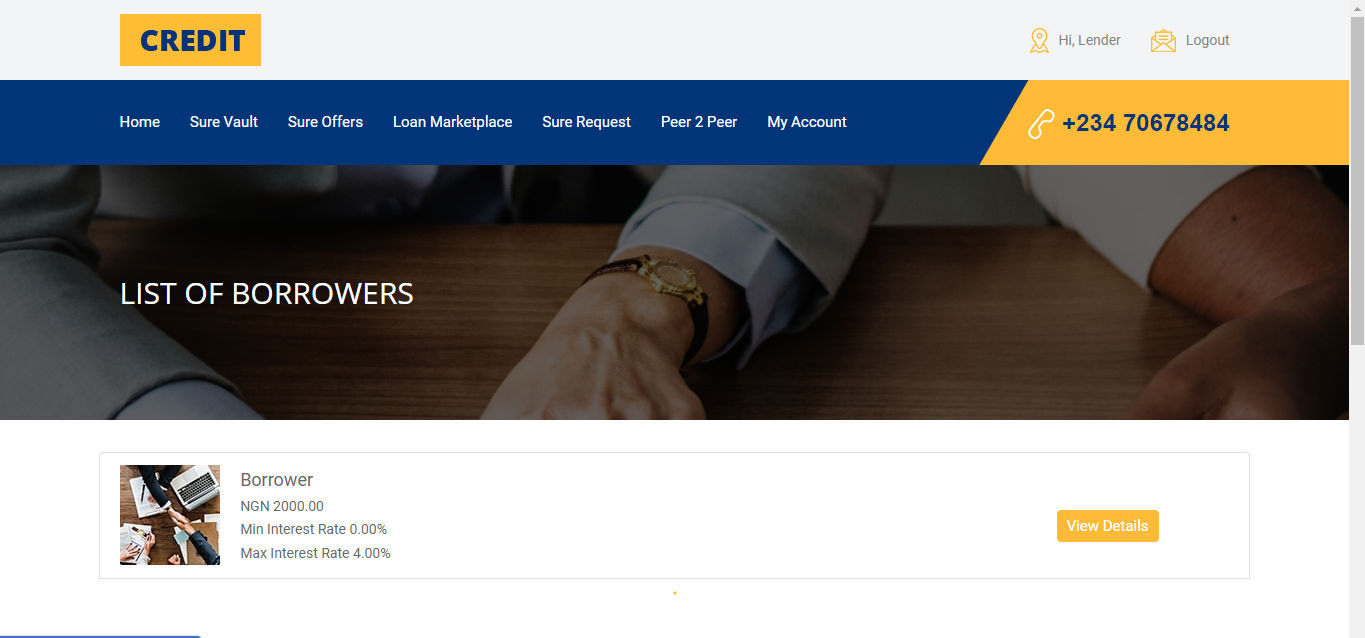 CREDIT
Hi, Lender
Logout
Home
Sure Vault
Sure Offers
Loan Marketplace
Sure Request
Peer 2 Peer
My Account
+234 70678484
LIST OF BORROWERS
Borrower
NGN 2000.00
Min Interest Rate 0.00%
Max Interest Rate 4.00%
View Details